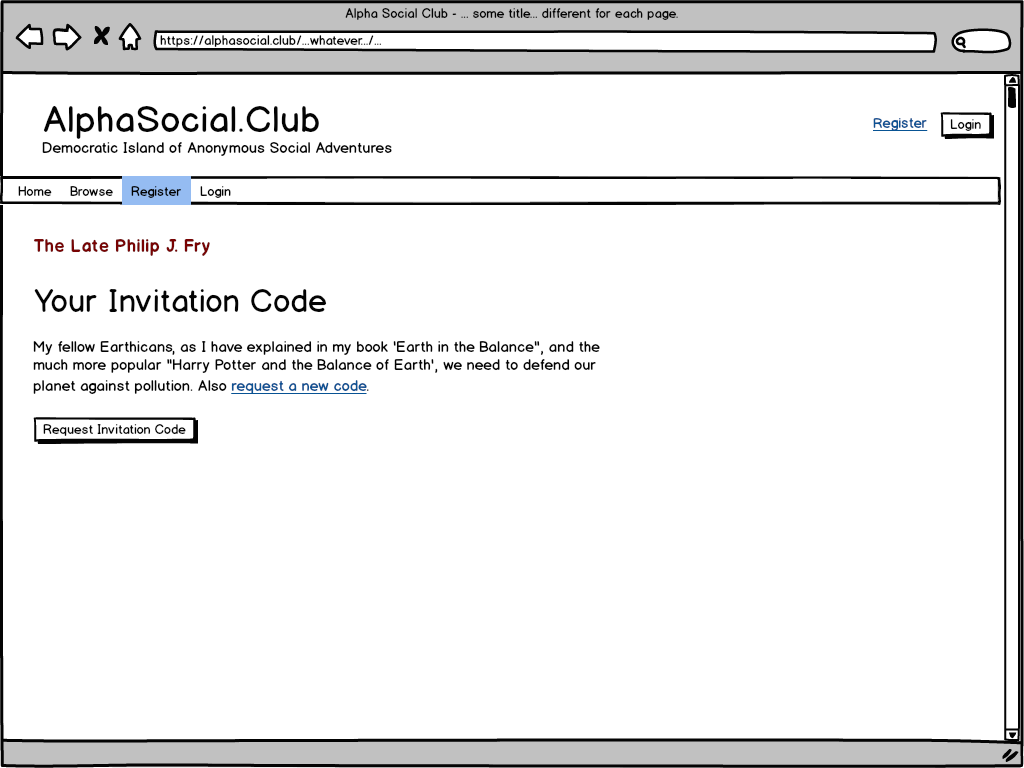 Alpha Social Club - ... some title... different for each page.
https://alphasocial.club/...whatever../...
AlphaSocial.Club
Register
Login
Democratic Island of Anonymous Social Adventures
Home Browse Register Login
The Late Philip J. Fry
Your Invitation Code
My fellow Earthicans, as I have explained in my book 'Earth in the Balance", and the
much more popular "Harry Potter and the Balance of Earth', we need to defend our
planet against pollution. Also request a new code.
Request Invitation Code